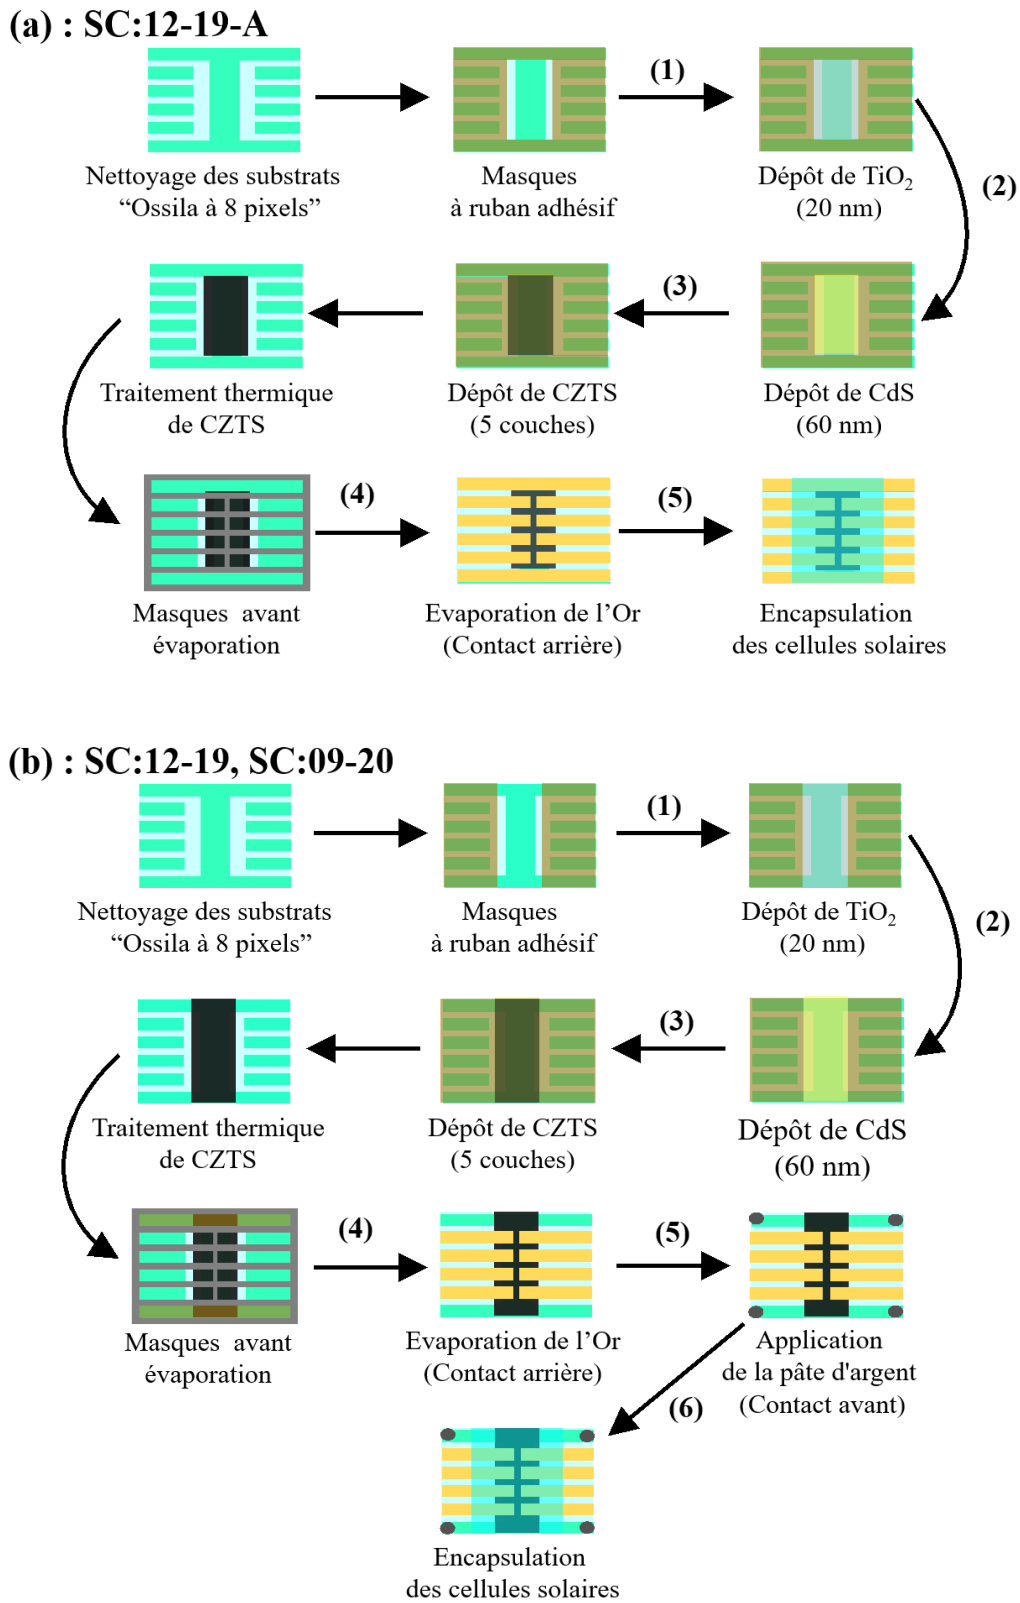 (a) : SC:12-19-A
(1)
(2)
Nettoyage des substrats
“Ossila à 8 pixels”
Masques
à ruban adhésif
Dépôt de TiO₂
(20 nm)
(3)
Traitement thermique
de CZTS
Dépôt de CZTS
(5 couches)
Dépôt de CdS
(60 nm)
(4)
(5)
Masques avant
évaporation
Evaporation de l’Or
(Contact arrière)
Encapsulation
des cellules solaires
(b) : SC:12-19, SC:09-20
(1)
(2)
Nettoyage des substrats
“Ossila à 8 pixels”
Masques
à ruban adhésif
Dépôt de TiO₂
(20 nm)
(3)
Traitement thermique
de CZTS
Dépôt de CZTS
(5 couches)
Dépôt de CdS
(60 nm)
(4)
(5)
Masques avant
évaporation
Evaporation de l’Or
(Contact arrière)
Application
de la pâte d'argent
(Contact avant)
(6)
Encapsulation
des cellules solaires